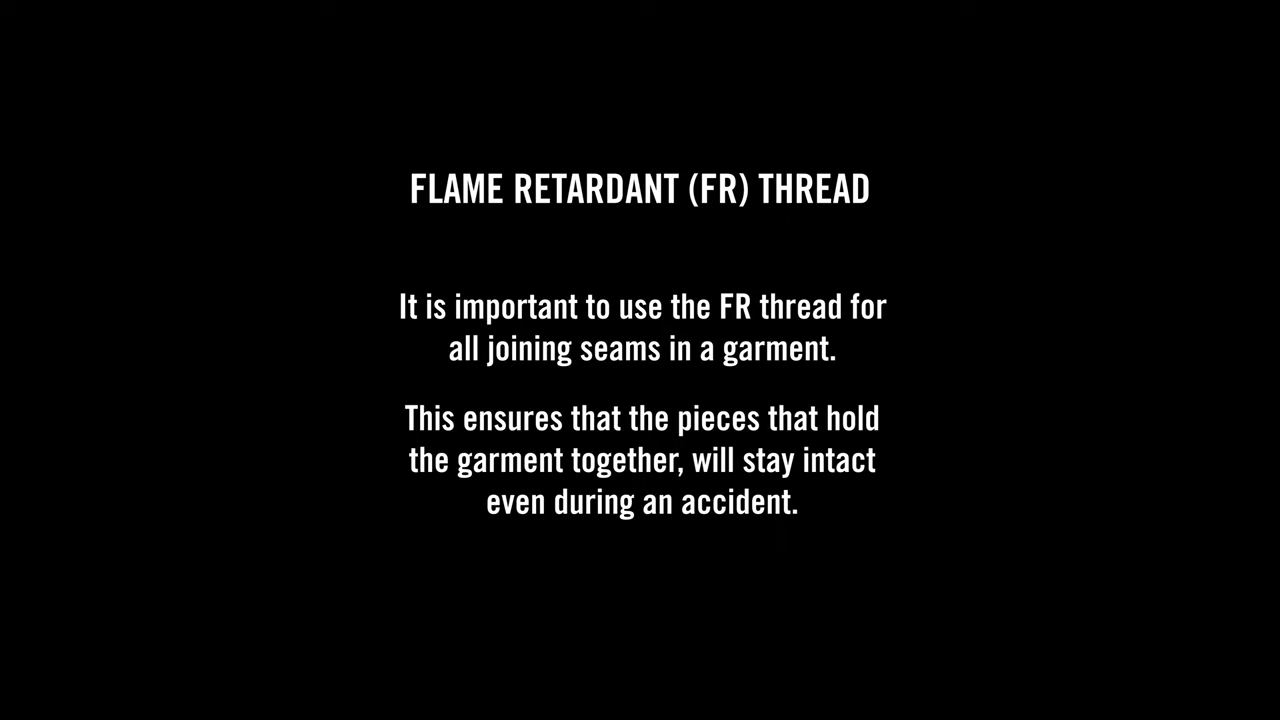 FLAME RETARDANT (FR) THREAD
It is important to use the FR thread for
all joining seams in a garment.
This ensures that the pieces that hold
the garment together, will stay intact
even during an accident.